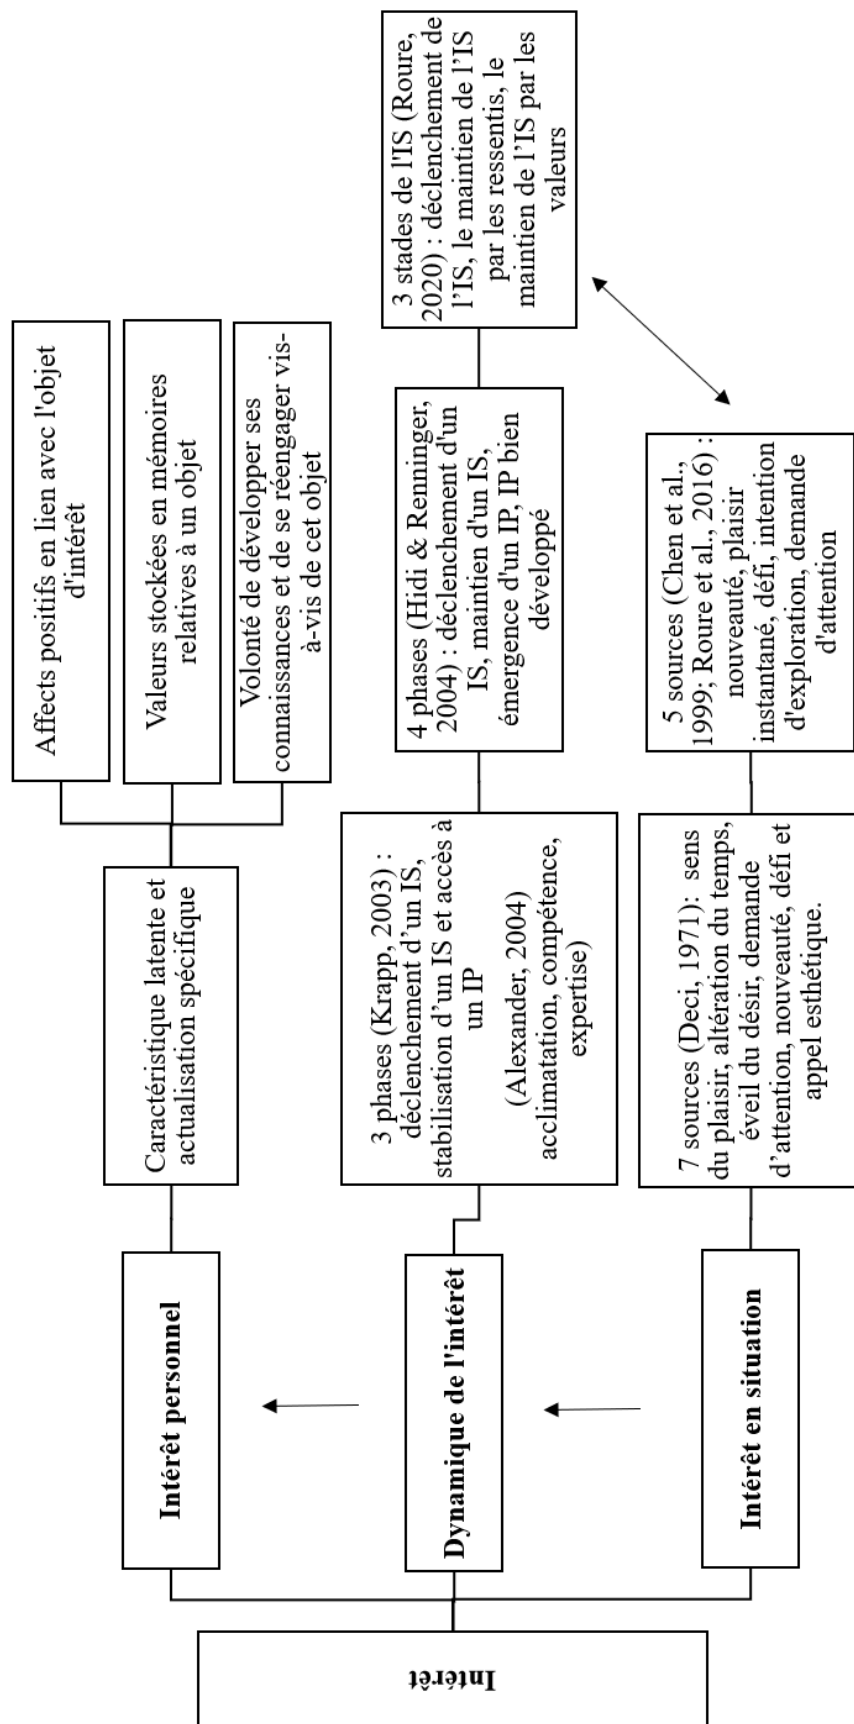 Intérêt
Intérêt personnel
Caractéristique latente et
actualisation spécifique
Affects positifs en lien avec l'objet
d'intérêt
Valeurs stockées en mémoires
relatives à un objet
Volonté de développer ses
connaissances et de se réengager vis-
à-vis de cet objet
Dynamique de l'intérêt
3 phases (Krapp, 2003) :
déclenchement d’un IS,
stabilisation d’un IS et accès à
un IP
(Alexander, 2004)
acclimatation, compétence,
expertise)
4 phases (Hidi & Renninger,
2004) : déclenchement d'un
IS, maintien d'un IS,
émergence d'un IP, IP bien
développé
3 stades de l'IS (Roure,
2020) : déclenchement de
l’IS, le maintien de l’IS
par les ressentis, le
maintien de l’IS par les
valeurs
Intérêt en situation
7 sources (Deci, 1971): sens
du plaisir, altération du temps,
éveil du désir, demande
d’attention, nouveauté, défi et
appel esthétique.
5 sources (Chen et al.,
1999; Roure et al., 2016) :
nouveauté, plaisir
instantané, défi, intention
d'exploration, demande
d'attention